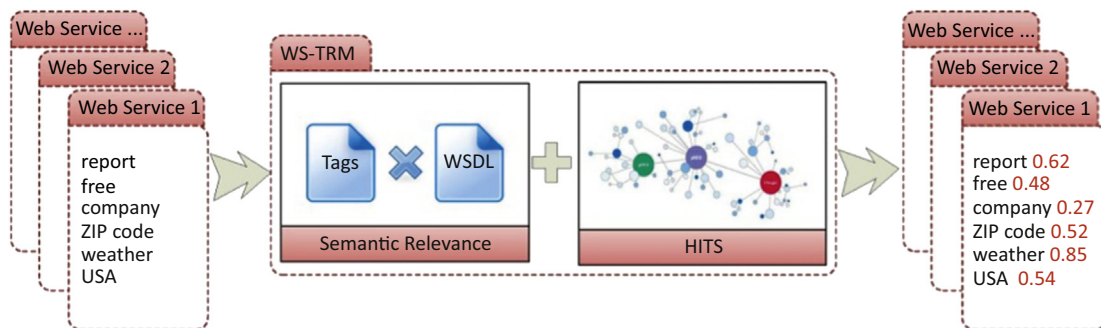 Web Service ...
Web Service 2
Web Service 1
report
free
company
ZIP code
weather
USA
WS-TRM
Tags
WSDL
Semantic Relevance
HITS
Web Service ...
Web Service 2
Web Service 1
report 0.62
free 0.48
company 0.27
ZIP code 0.52
weather 0.85
USA 0.54